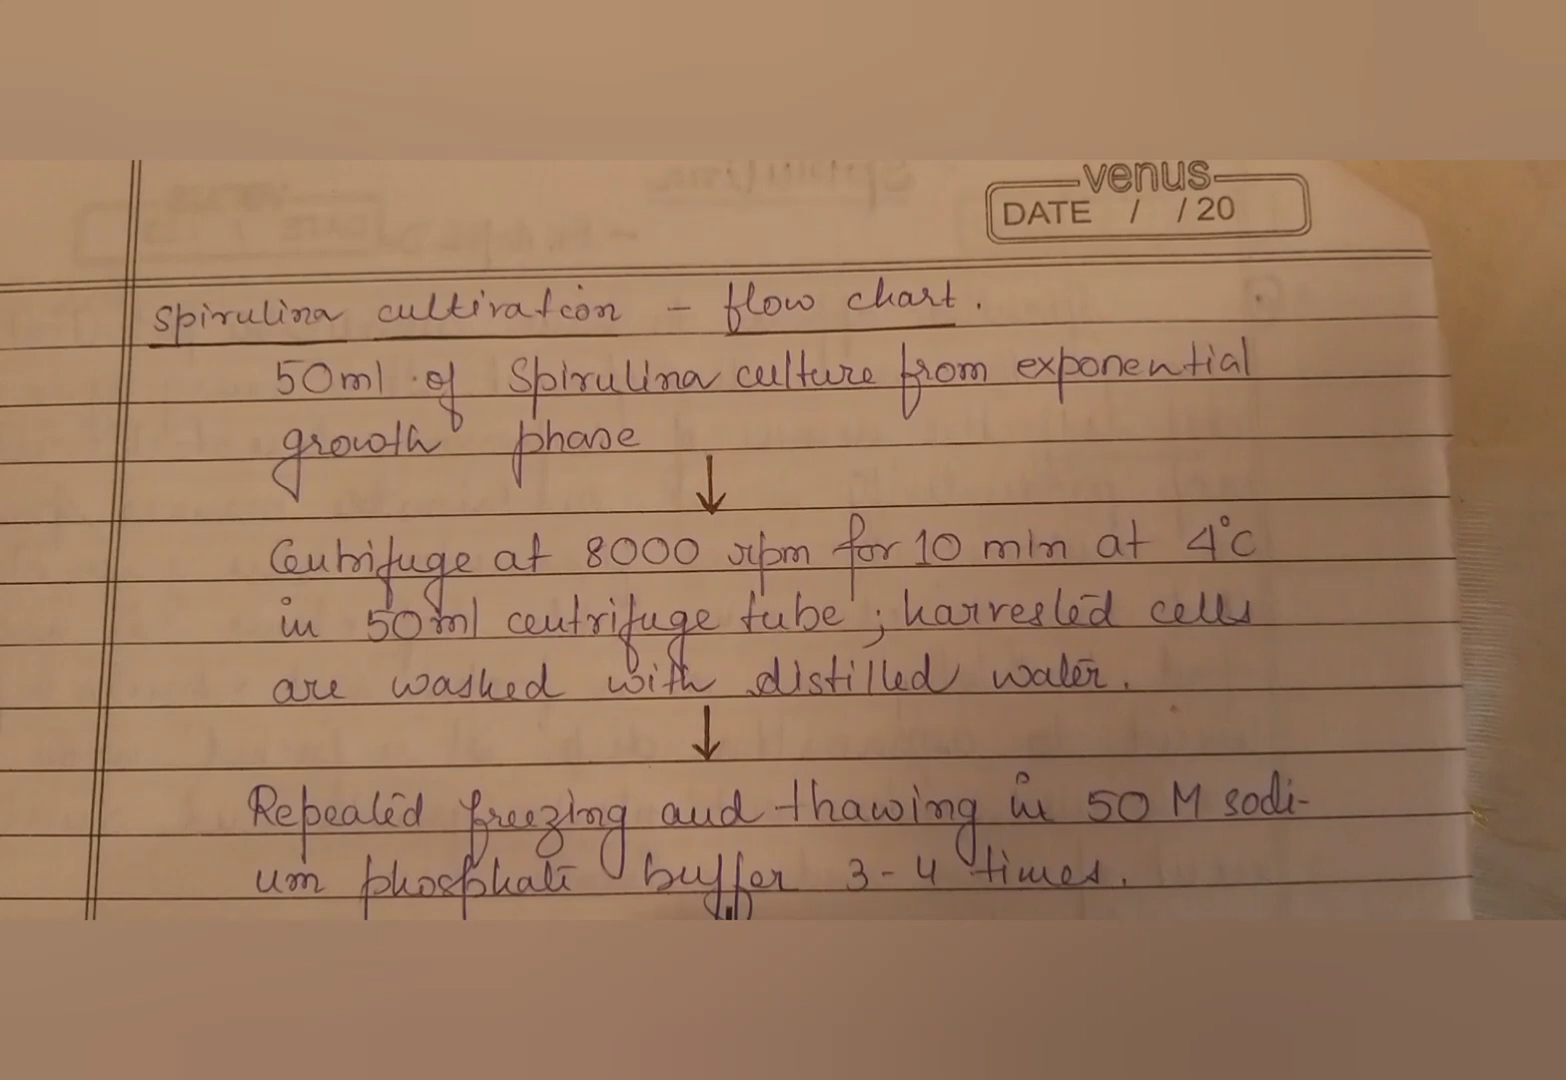 venus
DATE / / 20
Spirulina cultivation - flow chart.
50ml of Spirulina culture from exponential
growth phase
↓
Centrifuge at 8000 rpm for 10 min at 4°c
in 50ml centrifuge tube ; harvested cells
are washed with distilled water.
↓
Repeated freezing and thawing in 50 M sodi-
um phosphate buffer 3-4 times.